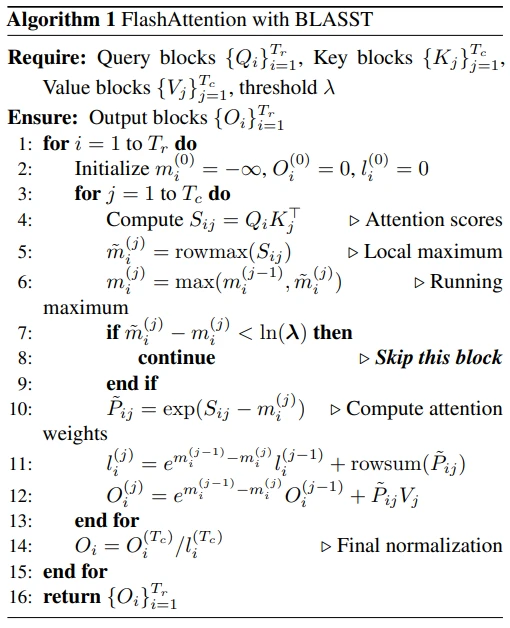 Algorithm 1 FlashAttention with BLASST
Require: Query blocks {Q_i}_{i=1}^{T_r}, Key blocks {K_j}_{j=1}^{T_c},
Value blocks {V_j}_{j=1}^{T_c}, threshold λ
Ensure: Output blocks {O_i}_{i=1}^{T_r}
1: for i = 1 to T_r do
2: Initialize m_i^{(0)} = −∞, O_i^{(0)} = 0, l_i^{(0)} = 0
3: for j = 1 to T_c do
4: Compute S_{ij} = Q_i K_j^⊤ ▷ Attention scores
5: m̃_i^{(j)} = rowmax(S_{ij}) ▷ Local maximum
6: m_i^{(j)} = max(m_i^{(j−1)}, m̃_i^{(j)}) ▷ Running
maximum
7: if m̃_i^{(j)} − m_i^{(j)} < ln(λ) then
8: continue ▷ Skip this block
9: end if
10: P̃_{ij} = exp(S_{ij} − m_i^{(j)}) ▷ Compute attention
weights
11: l_i^{(j)} = e^{m_i^{(j−1)} − m_i^{(j)}} l_i^{(j−1)} + rowsum(P̃_{ij})
12: O_i^{(j)} = e^{m_i^{(j−1)} − m_i^{(j)}} O_i^{(j−1)} + P̃_{ij} V_j
13: end for
14: O_i = O_i^{(T_c)} / l_i^{(T_c)} ▷ Final normalization
15: end for
16: return {O_i}_{i=1}^{T_r}